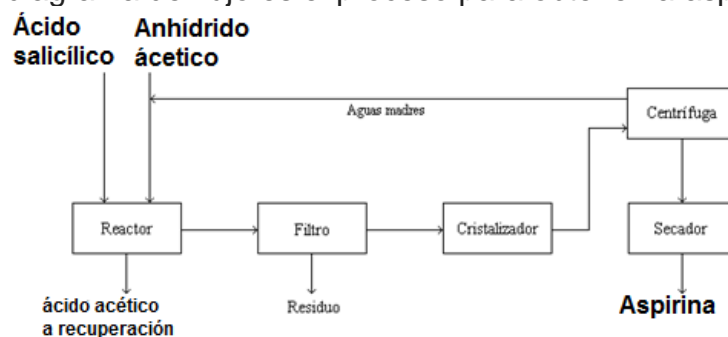 Ácido
salicílico
Anhídrido
ácetico
Aguas madres
Centrífuga
Reactor
Filtro
Cristalizador
Secador
ácido acético
a recuperación
Residuo
Aspirina